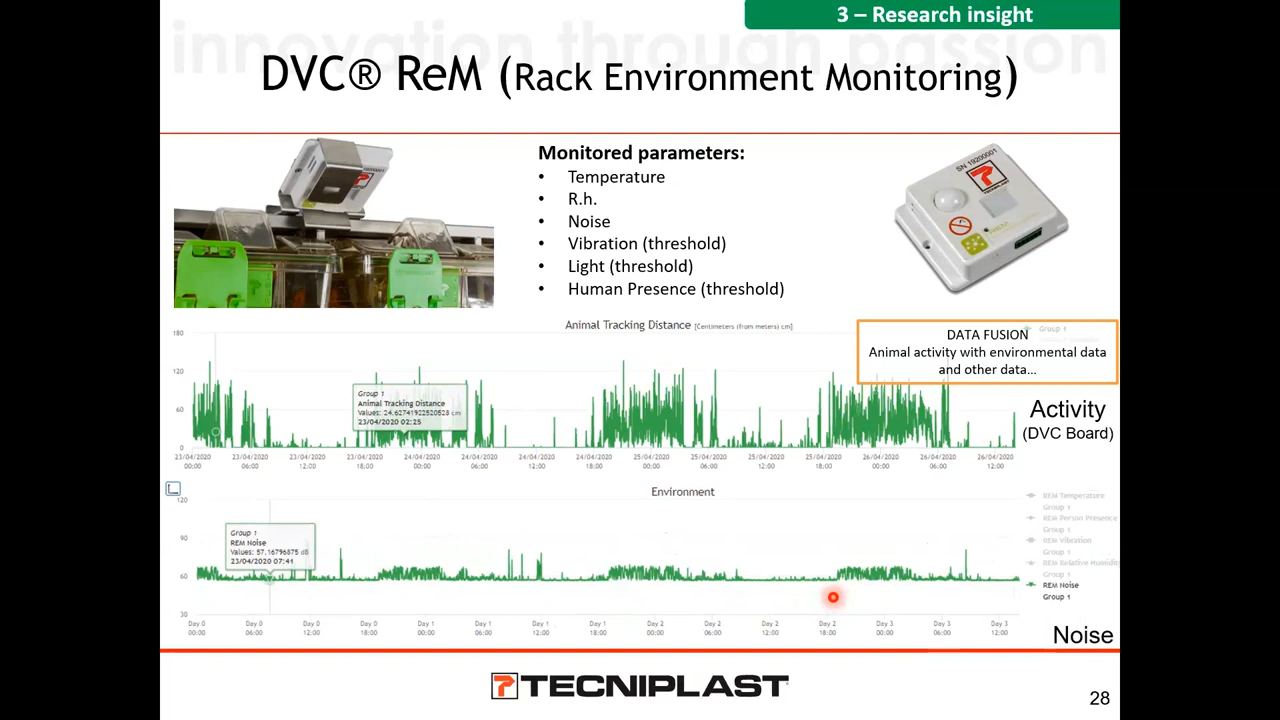 3 – Research insight
innovation through passion
DVC® ReM (Rack Environment Monitoring)
Monitored parameters:
• Temperature
• R.h.
• Noise
• Vibration (threshold)
• Light (threshold)
• Human Presence (threshold)
SN 19200001
TECNIPLAST
Animal Tracking Distance [Centimeters (from meters) cm]
Group 1
DATA FUSION
Animal activity with environmental data
and other data...
180
120
60
0
Group 1
Animal Tracking Distance
Values: 24.62741922520528 cm
23/04/2020 02:25
23/04/2020 23/04/2020 23/04/2020 23/04/2020 24/04/2020 24/04/2020 24/04/2020 24/04/2020 25/04/2020 25/04/2020 25/04/2020 25/04/2020 26/04/2020 26/04/2020 26/04/2020
00:00 06:00 12:00 18:00 00:00 06:00 12:00 18:00 00:00 06:00 12:00 18:00 00:00 06:00 12:00
Activity
(DVC Board)
Environment
120
90
60
30
Group 1
REM Noise
Values: 57.16796875 dB
23/04/2020 07:41
REM Temperature
Group 1
REM Person Presence
Group 1
REM Vibration
Group 1
REM Relative Humidity
Group 1
REM Noise
Group 1
Day 0 Day 0 Day 0 Day 0 Day 1 Day 1 Day 1 Day 1 Day 2 Day 2 Day 2 Day 2 Day 3 Day 3 Day 3
00:00 06:00 12:00 18:00 00:00 06:00 12:00 18:00 00:00 06:00 12:00 18:00 00:00 06:00 12:00
Noise
TECNIPLAST
28